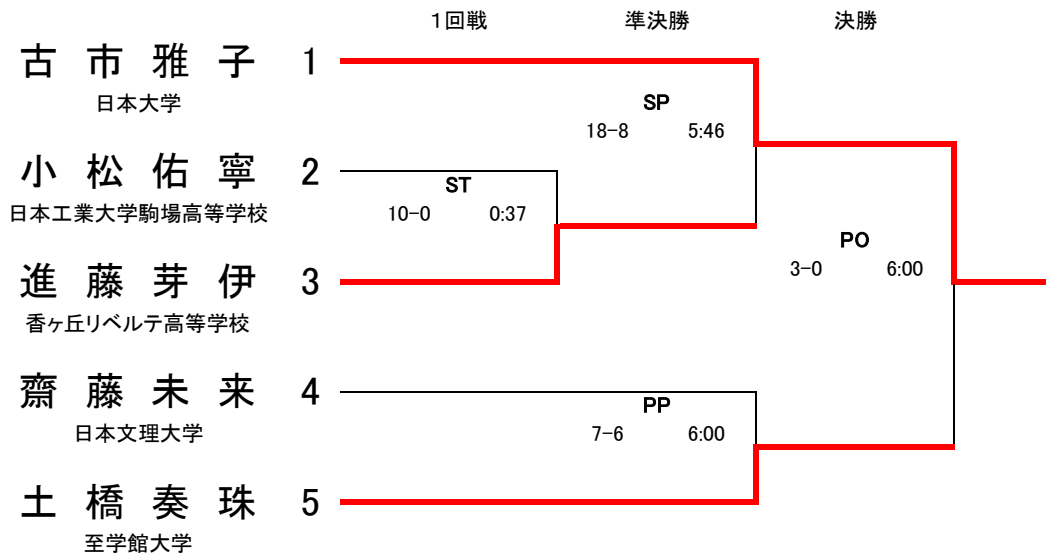 1回戦 準決勝 決勝
古市雅子 1
日本大学
SP
18-8 5:46
小松佑寧 2
日本工業大学駒場高等学校
ST
10-0 0:37
PO
3-0 6:00
進藤芽伊 3
香ヶ丘リベルテ高等学校
齋藤未来 4
日本文理大学
PP
7-6 6:00
土橋奏珠 5
至学館大学